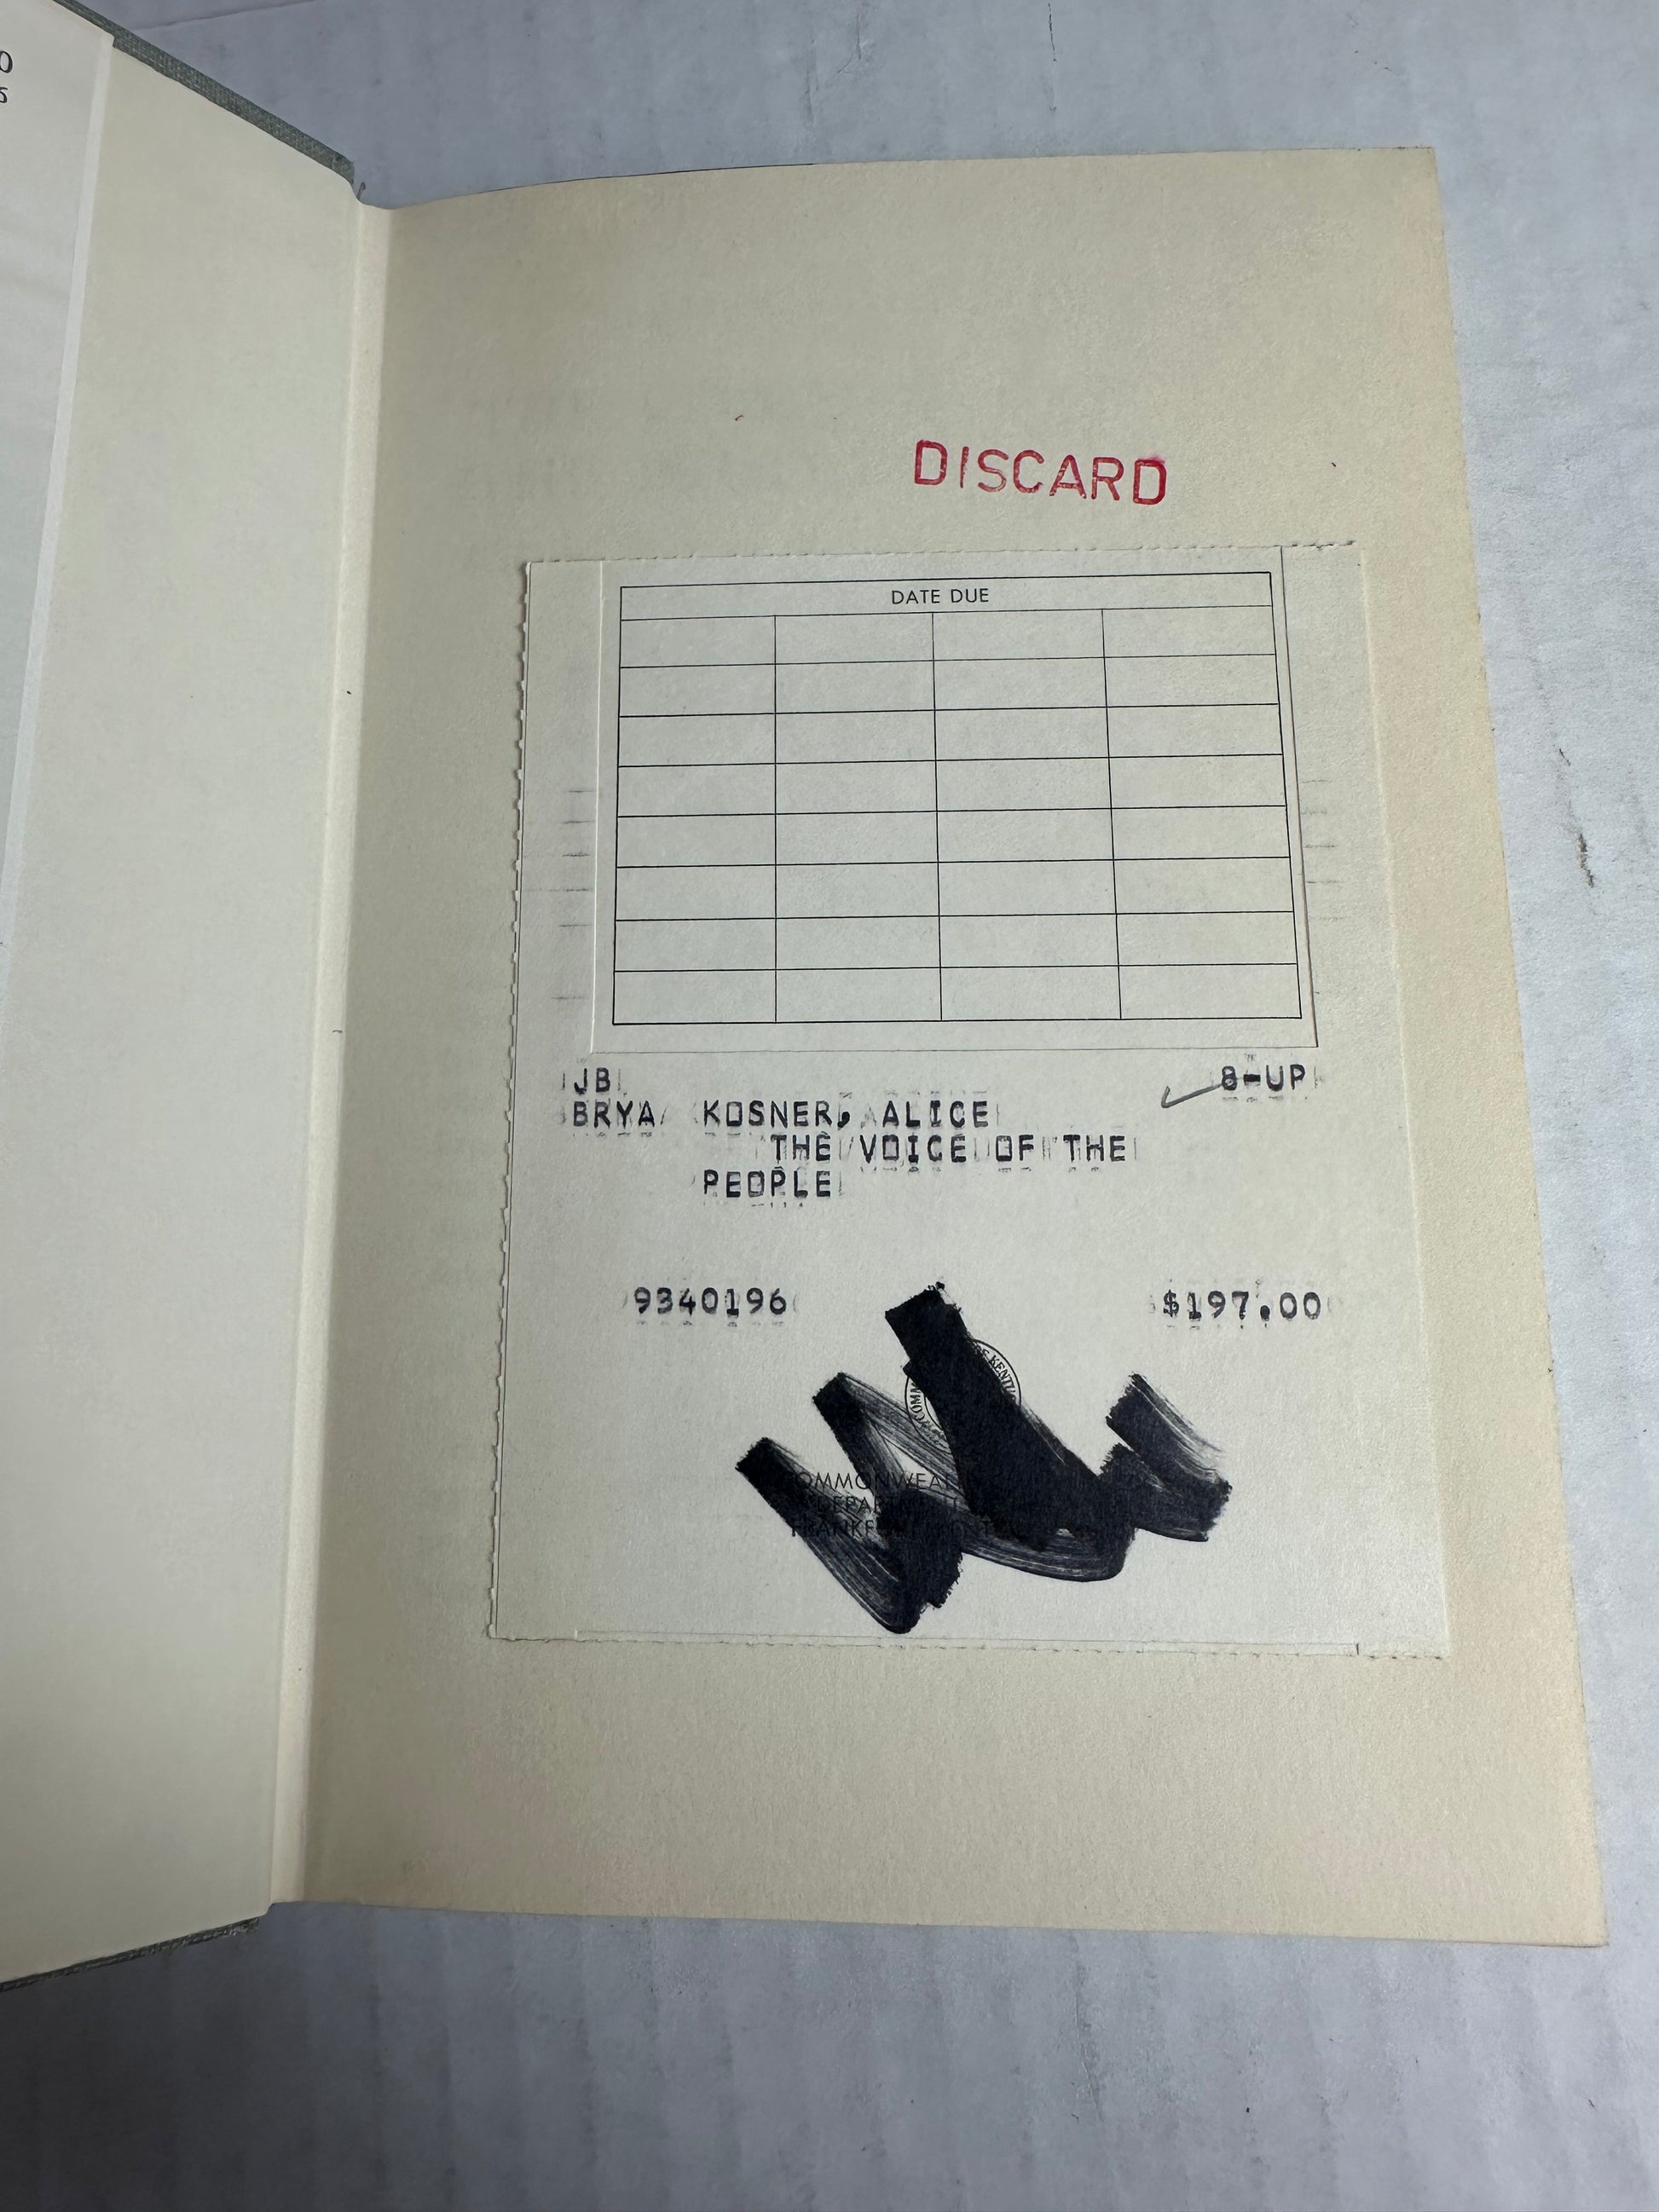 DISCARD
DATE DUE
JB 8-UP
BRYA KOSNER, ALICE
THE VOICE OF THE
PEOPLE
9340196 $197.00